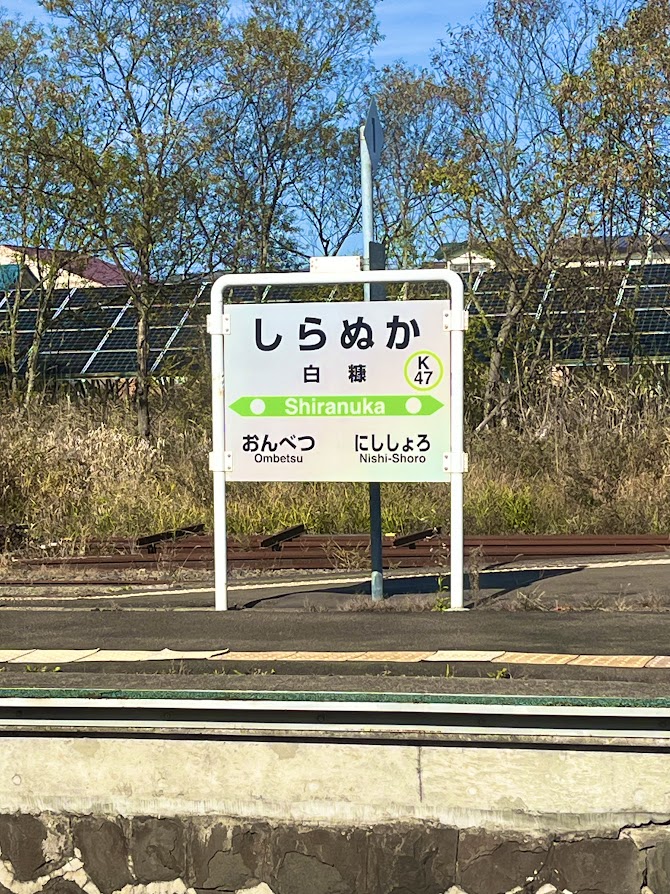 1
しらぬか
白糠
K
47
Shiranuka
おんべつ
Ombetsu
にししょろ
Nishi-Shoro